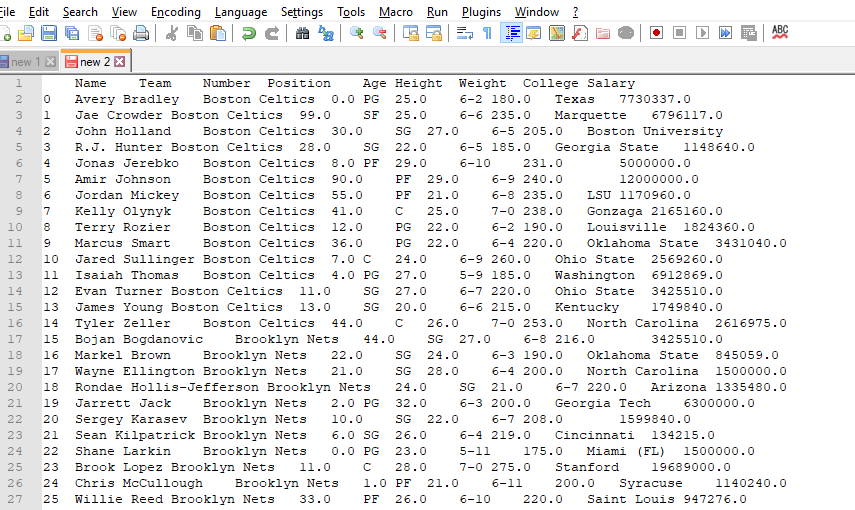 File Edit Search View Encoding Language Settings Tools Macro Run Plugins Window ?
ABC
new 1 new 2
1 Name Team Number Position Age Height Weight College Salary
2 0 Avery Bradley Boston Celtics 0.0 PG 25.0 6-2 180.0 Texas 7730337.0
3 1 Jae Crowder Boston Celtics 99.0 SF 25.0 6-6 235.0 Marquette 6796117.0
4 2 John Holland Boston Celtics 30.0 SG 27.0 6-5 205.0 Boston University
5 3 R.J. Hunter Boston Celtics 28.0 SG 22.0 6-5 185.0 Georgia State 1148640.0
6 4 Jonas Jerebko Boston Celtics 8.0 PF 29.0 6-10 231.0 5000000.0
7 5 Amir Johnson Boston Celtics 90.0 PF 29.0 6-9 240.0 12000000.0
8 6 Jordan Mickey Boston Celtics 55.0 PF 21.0 6-8 235.0 LSU 1170960.0
9 7 Kelly Olynyk Boston Celtics 41.0 C 25.0 7-0 238.0 Gonzaga 2165160.0
10 8 Terry Rozier Boston Celtics 12.0 PG 22.0 6-2 190.0 Louisville 1824360.0
11 9 Marcus Smart Boston Celtics 36.0 PG 22.0 6-4 220.0 Oklahoma State 3431040.0
12 10 Jared Sullinger Boston Celtics 7.0 C 24.0 6-9 260.0 Ohio State 2569260.0
13 11 Isaiah Thomas Boston Celtics 4.0 PG 27.0 5-9 185.0 Washington 6912869.0
14 12 Evan Turner Boston Celtics 11.0 SG 27.0 6-7 220.0 Ohio State 3425510.0
15 13 James Young Boston Celtics 13.0 SG 20.0 6-6 215.0 Kentucky 1749840.0
16 14 Tyler Zeller Boston Celtics 44.0 C 26.0 7-0 253.0 North Carolina 2616975.0
17 15 Bojan Bogdanovic Brooklyn Nets 44.0 SG 27.0 6-8 216.0 3425510.0
18 16 Markel Brown Brooklyn Nets 22.0 SG 24.0 6-3 190.0 Oklahoma State 845059.0
19 17 Wayne Ellington Brooklyn Nets 21.0 SG 28.0 6-4 200.0 North Carolina 1500000.0
20 18 Rondae Hollis-Jefferson Brooklyn Nets 24.0 SG 21.0 6-7 220.0 Arizona 1335480.0
21 19 Jarrett Jack Brooklyn Nets 2.0 PG 32.0 6-3 200.0 Georgia Tech 6300000.0
22 20 Sergey Karasev Brooklyn Nets 10.0 SG 22.0 6-7 208.0 1599840.0
23 21 Sean Kilpatrick Brooklyn Nets 6.0 SG 26.0 6-4 219.0 Cincinnati 134215.0
24 22 Shane Larkin Brooklyn Nets 0.0 PG 23.0 5-11 175.0 Miami (FL) 1500000.0
25 23 Brook Lopez Brooklyn Nets 11.0 C 28.0 7-0 275.0 Stanford 19689000.0
26 24 Chris McCullough Brooklyn Nets 1.0 PF 21.0 6-11 200.0 Syracuse 1140240.0
27 25 Willie Reed Brooklyn Nets 33.0 PF 26.0 6-10 220.0 Saint Louis 947276.0